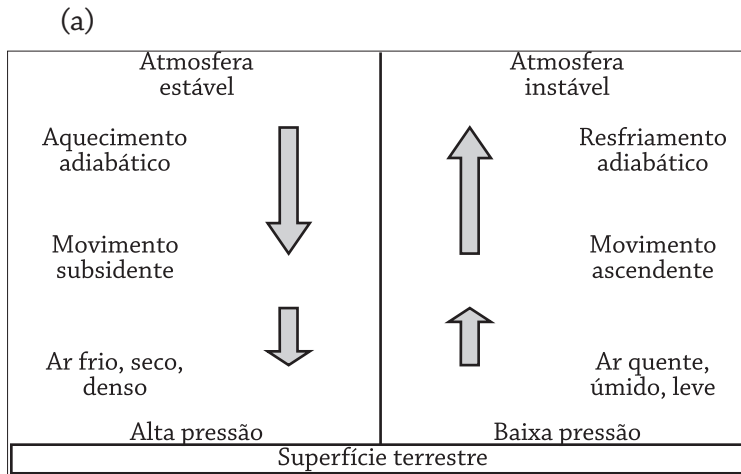 (a)
Atmosfera
estável
Aquecimento
adiabático
Movimento
subsidente
Ar frio, seco,
denso
Alta pressão
Atmosfera
instável
Resfriamento
adiabático
Movimento
ascendente
Ar quente,
úmido, leve
Baixa pressão
Superfície terrestre